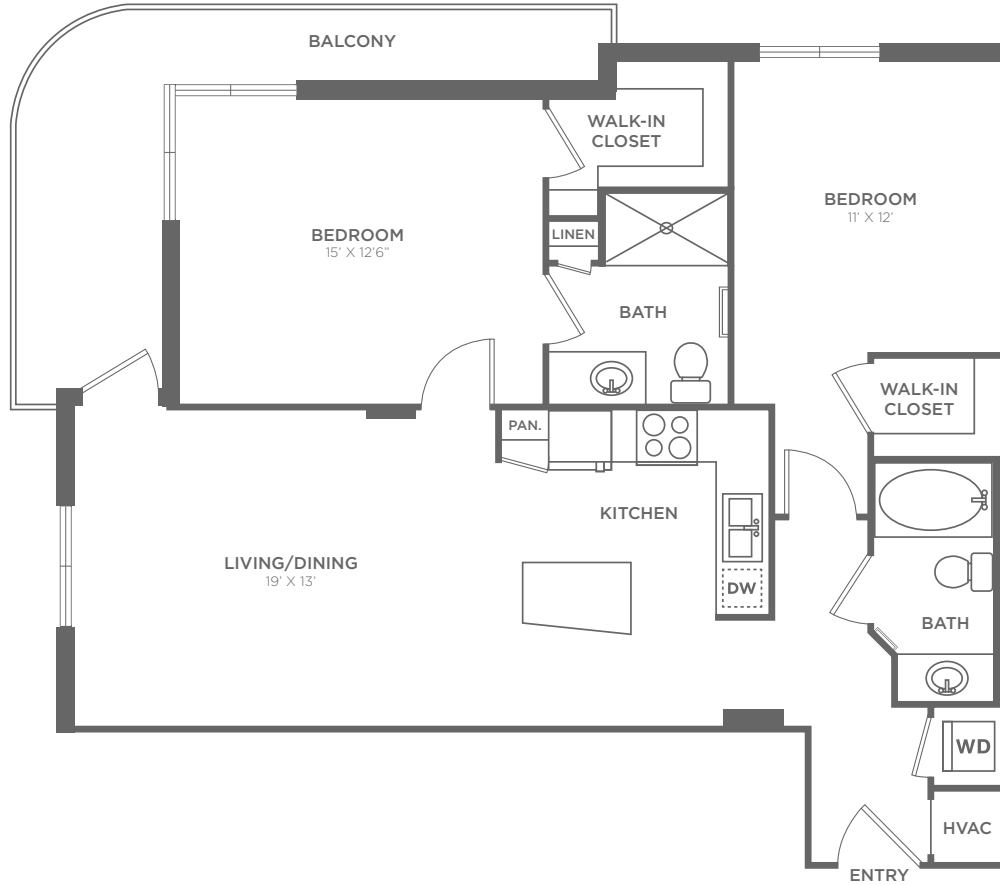 BALCONY
WALK-IN
CLOSET
BEDROOM
11' X 12'
BEDROOM
15' X 12'6"
LINEN
BATH
WALK-IN
CLOSET
PAN.
KITCHEN
LIVING/DINING
19' X 13'
DW
BATH
WD
HVAC
ENTRY